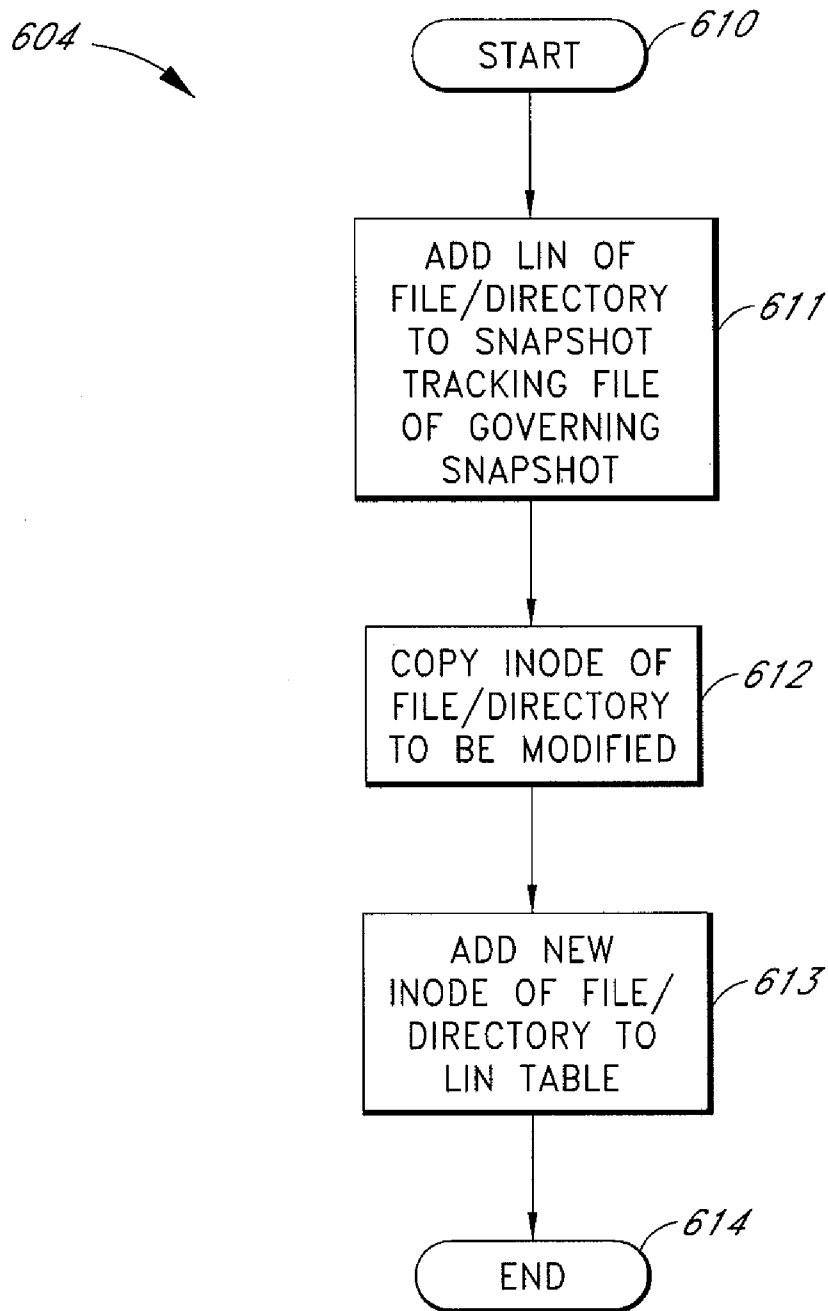 604
START
610
ADD LIN OF
FILE/DIRECTORY
TO SNAPSHOT
TRACKING FILE
OF GOVERNING
SNAPSHOT
611
COPY INODE OF
FILE/DIRECTORY
TO BE MODIFIED
612
ADD NEW
INODE OF FILE/
DIRECTORY TO
LIN TABLE
613
END
614